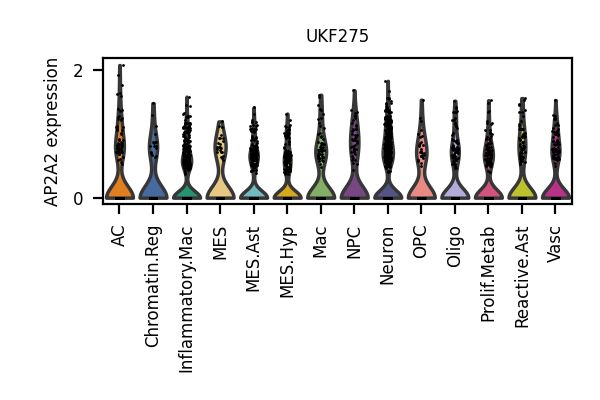 UKF275
AP2A2 expression
2
0
AC
Chromatin.Reg
Inflammatory.Mac
MES
MES.Ast
MES.Hyp
Mac
NPC
Neuron
OPC
Oligo
Prolif.Metab
Reactive.Ast
Vasc